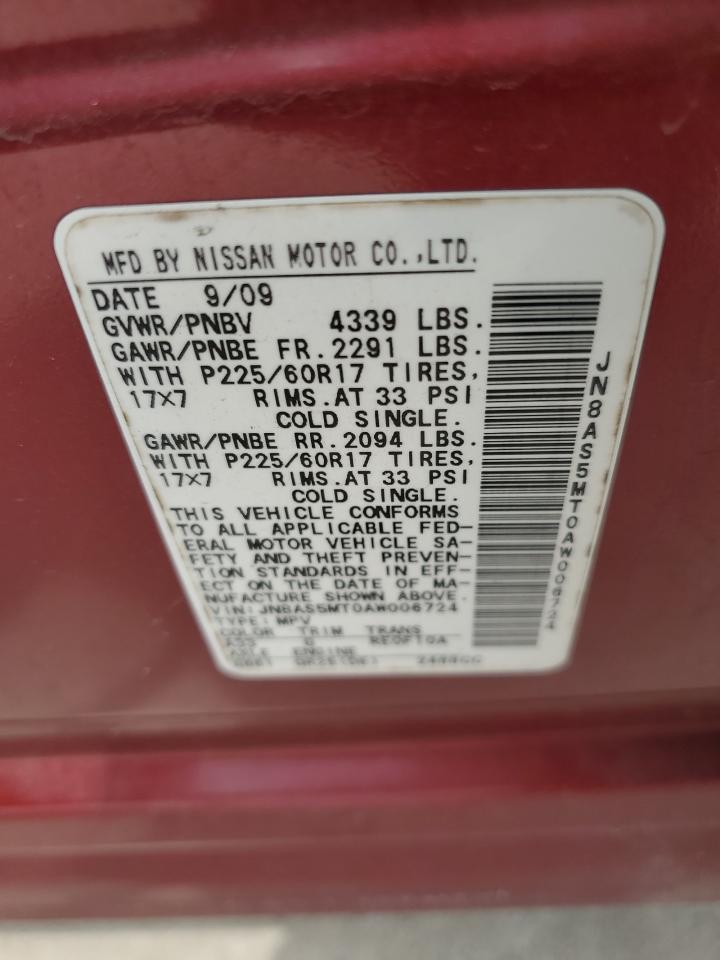 MFD BY NISSAN MOTOR CO.,LTD.
DATE 9/09
GVWR/PNBV 4339 LBS.
GAWR/PNBE FR.2291 LBS.
WITH P225/60R17 TIRES,
17X7 RIMS.AT 33 PSI
COLD SINGLE.
GAWR/PNBE RR.2094 LBS.
WITH P225/60R17 TIRES,
17X7 RIMS.AT 33 PSI
COLD SINGLE.
THIS VEHICLE CONFORMS
TO ALL APPLICABLE FED-
ERAL MOTOR VEHICLE SA-
FETY AND THEFT PREVEN-
TION STANDARDS IN EFF-
ECT ON THE DATE OF MA-
NUFACTURE SHOWN ABOVE.
VIN: JN8AS5MT0AW006724
TYPE: MPV
COLOR TRIM TRANS
RE0F10A
AXLE ENGINE
JN8AS5MT0AW006724